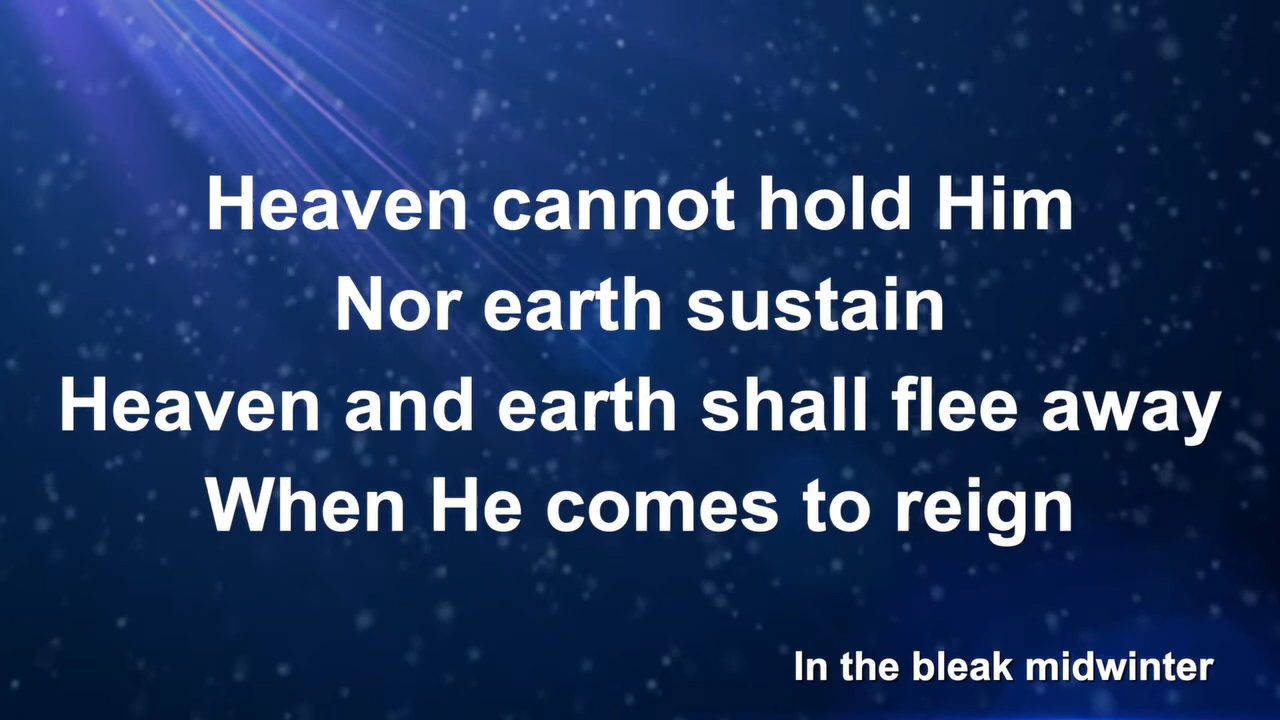 Heaven cannot hold Him
Nor earth sustain
Heaven and earth shall flee away
When He comes to reign
In the bleak midwinter